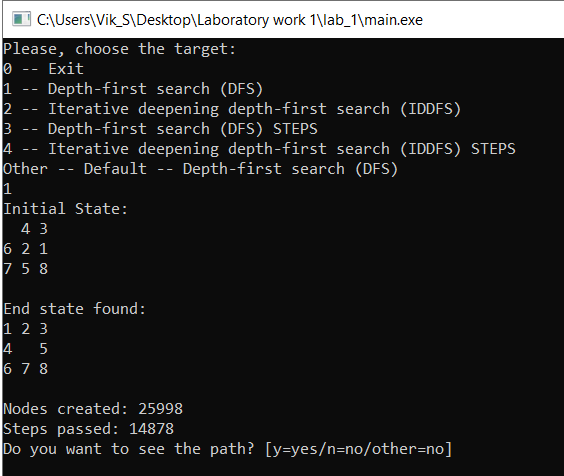 C:\Users\Vik_S\Desktop\Laboratory work 1\lab_1\main.exe
Please, choose the target:
0 -- Exit
1 -- Depth-first search (DFS)
2 -- Iterative deepening depth-first search (IDDFS)
3 -- Depth-first search (DFS) STEPS
4 -- Iterative deepening depth-first search (IDDFS) STEPS
Other -- Default -- Depth-first search (DFS)
1
Initial State:
  4 3
6 2 1
7 5 8

End state found:
1 2 3
4   5
6 7 8

Nodes created: 25998
Steps passed: 14878
Do you want to see the path? [y=yes/n=no/other=no]